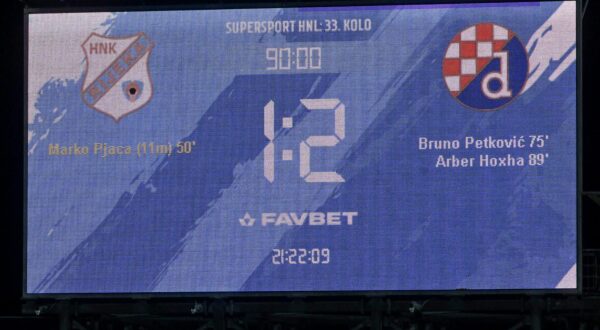 SUPERSPORT HNL: 33. KOLO
HNK
RIJEKA
90:00
1:2
Marko Pjaca (11m) 50'
Bruno Petković 75'
Arber Hoxha 89'
d
FAVBET
21:22:09